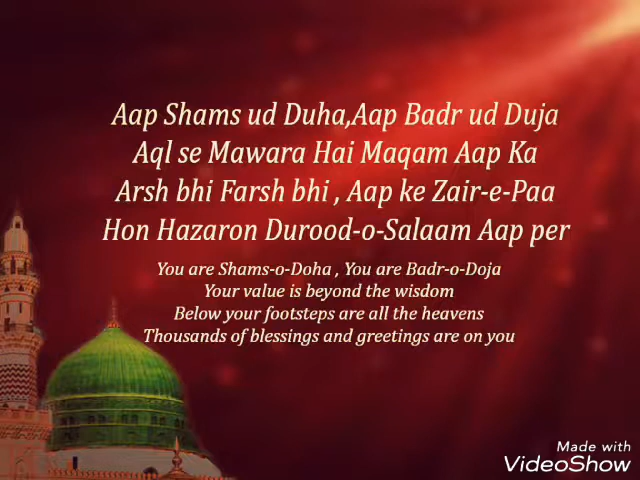 Aap Shams ud Duha,Aap Badr ud Duja
Aql se Mawara Hai Maqam Aap Ka
Arsh bhi Farsh bhi , Aap ke Zair-e-Paa
Hon Hazaron Durood-o-Salaam Aap per
You are Shams-o-Doha , You are Badr-o-Doja
Your value is beyond the wisdom
Below your footsteps are all the heavens
Thousands of blessings and greetings are on you
Made with
VideoShow